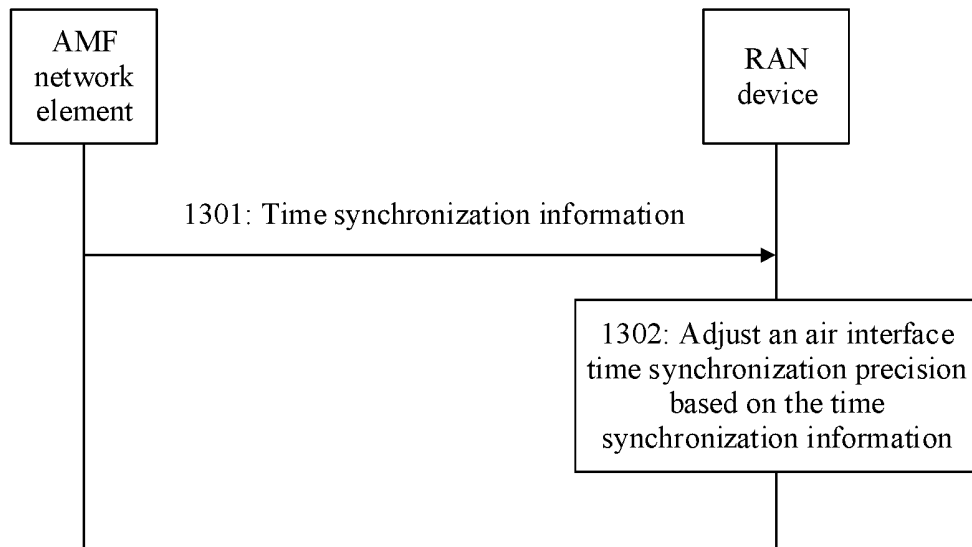 AMF
network
element
RAN
device
1301: Time synchronization information
1302: Adjust an air interface
time synchronization precision
based on the time
synchronization information